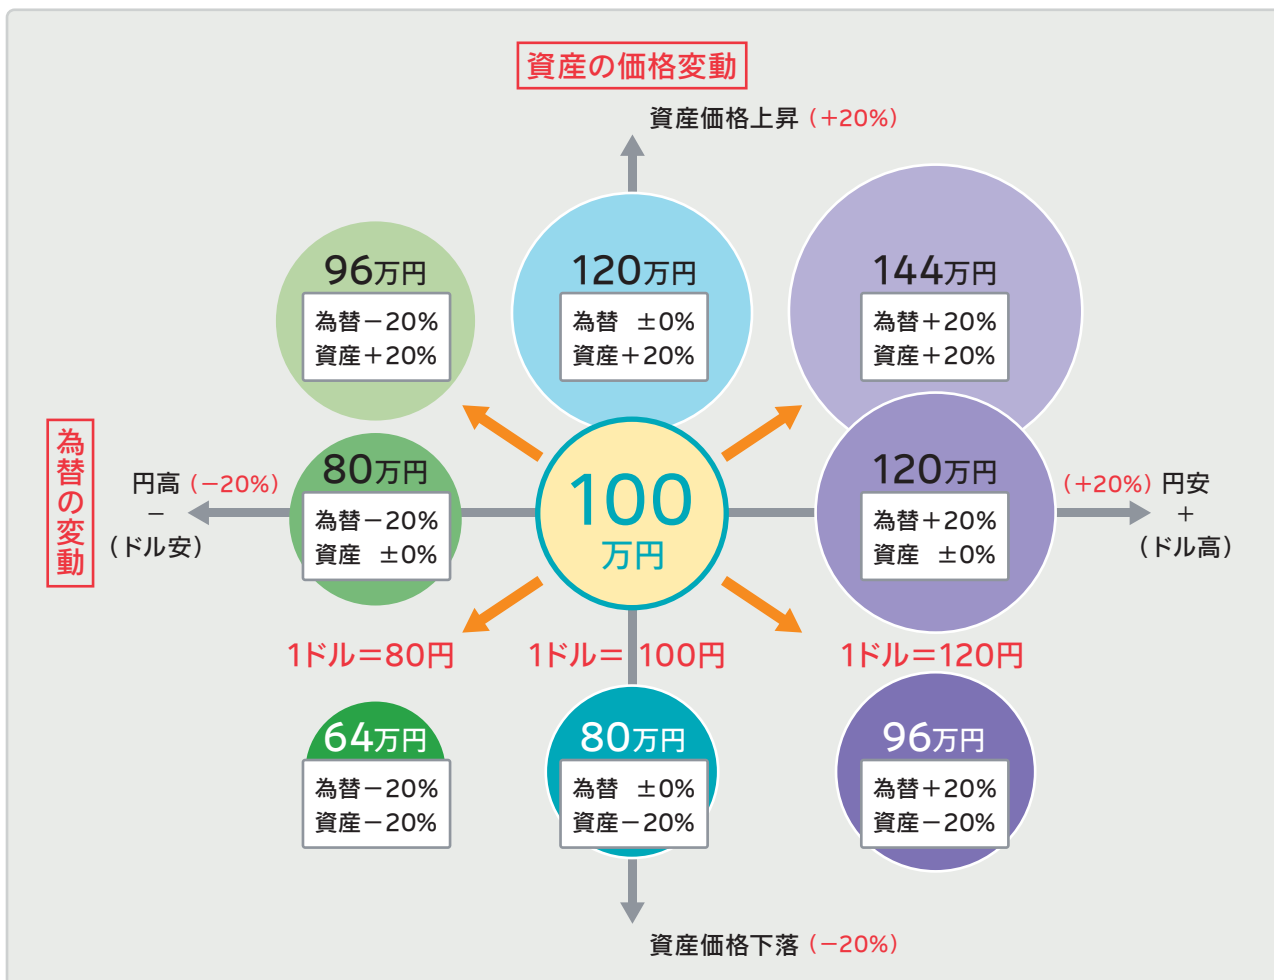 資産の価格変動
資産価格上昇（＋20%）
96万円
為替－20%
資産＋20%
120万円
為替 ±0%
資産＋20%
144万円
為替＋20%
資産＋20%
為替の変動
円高（－20%）
－
（ドル安）
80万円
為替－20%
資産 ±0%
100
万円
120万円
為替＋20%
資産 ±0%
（＋20%）円安
＋
（ドル高）
1ドル＝80円
1ドル＝100円
1ドル＝120円
64万円
為替－20%
資産－20%
80万円
為替 ±0%
資産－20%
96万円
為替＋20%
資産－20%
資産価格下落（－20%）